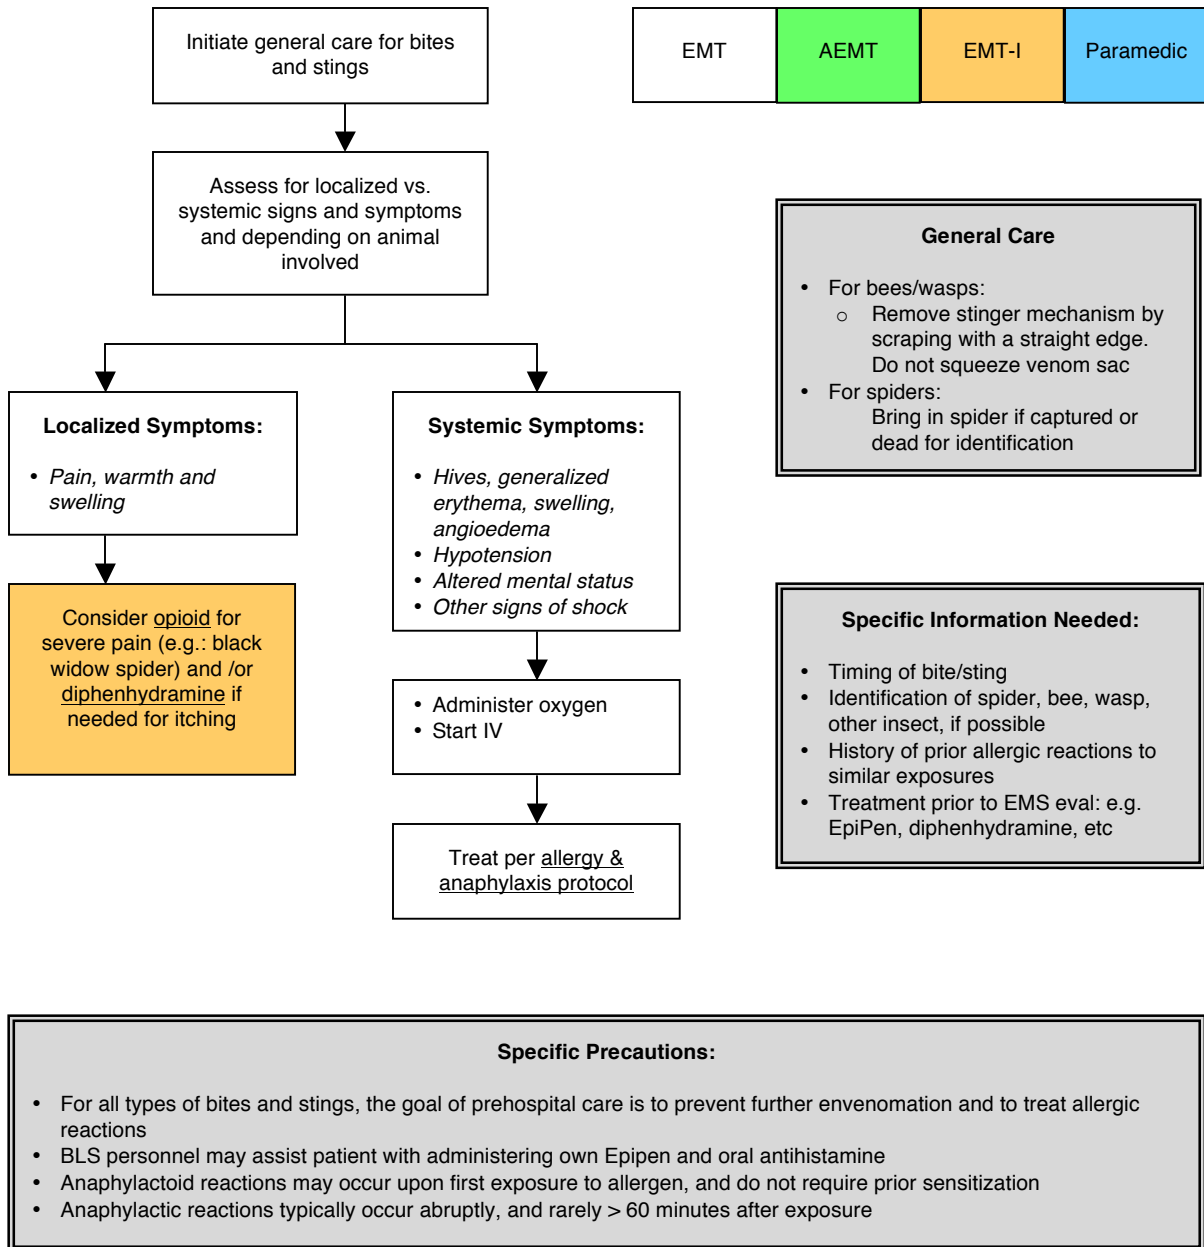 Initiate general care for bites
and stings
EMT
AEMT
EMT-I
Paramedic
Assess for localized vs.
systemic signs and symptoms
and depending on animal
involved
General Care
• For bees/wasps:
o Remove stinger mechanism by
scraping with a straight edge.
Do not squeeze venom sac
• For spiders:
Bring in spider if captured or
dead for identification
Localized Symptoms:
• Pain, warmth and
swelling
Systemic Symptoms:
• Hives, generalized
erythema, swelling,
angioedema
• Hypotension
• Altered mental status
• Other signs of shock
Consider opioid for
severe pain (e.g.: black
widow spider) and /or
diphenhydramine if
needed for itching
• Administer oxygen
• Start IV
Treat per allergy &
anaphylaxis protocol
Specific Information Needed:
• Timing of bite/sting
• Identification of spider, bee, wasp,
other insect, if possible
• History of prior allergic reactions to
similar exposures
• Treatment prior to EMS eval: e.g.
EpiPen, diphenhydramine, etc
Specific Precautions:
• For all types of bites and stings, the goal of prehospital care is to prevent further envenomation and to treat allergic
reactions
• BLS personnel may assist patient with administering own Epipen and oral antihistamine
• Anaphylactoid reactions may occur upon first exposure to allergen, and do not require prior sensitization
• Anaphylactic reactions typically occur abruptly, and rarely > 60 minutes after exposure